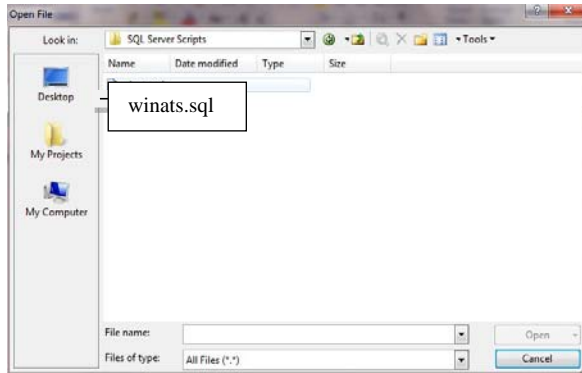 Open File
Look in: SQL Server Scripts Tools
Name Date modified Type Size
winats.sql
Desktop
My Projects
My Computer
File name: Open
Files of type: All Files (*.*) Cancel